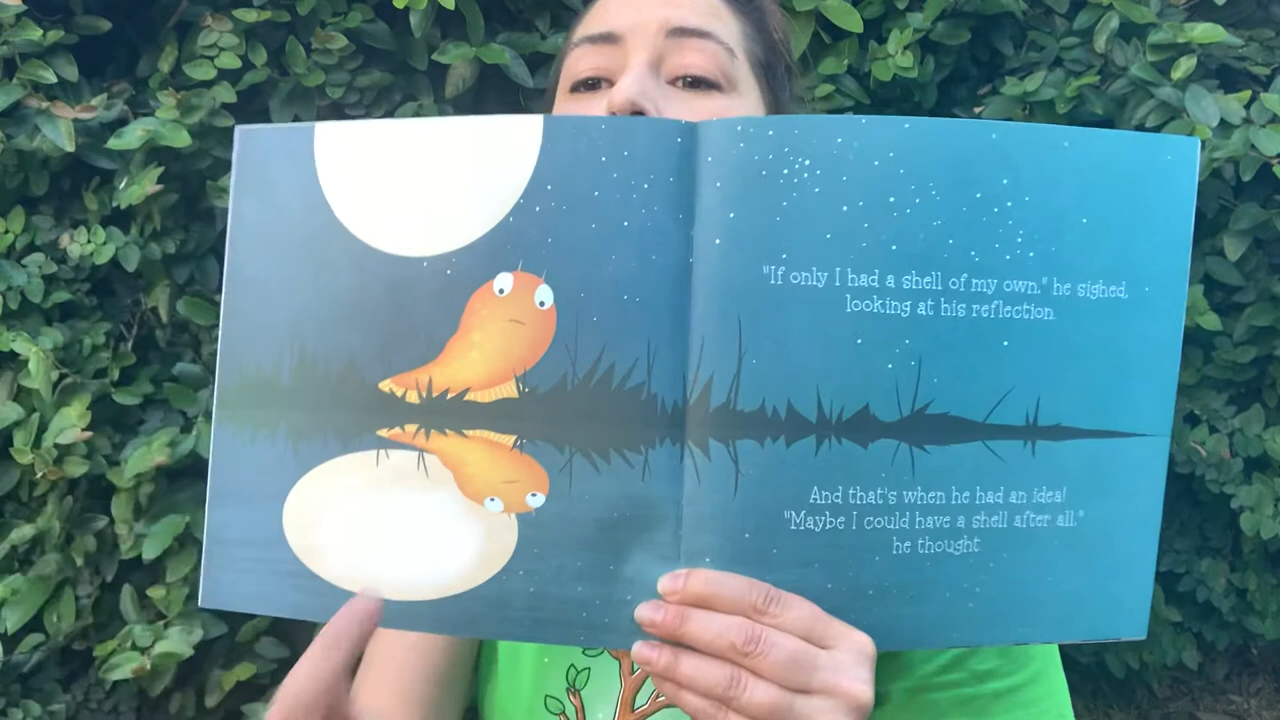 "If only I had a shell of my own," he sighed,
looking at his reflection.
And that's when he had an idea!
"Maybe I could have a shell after all,"
he thought.